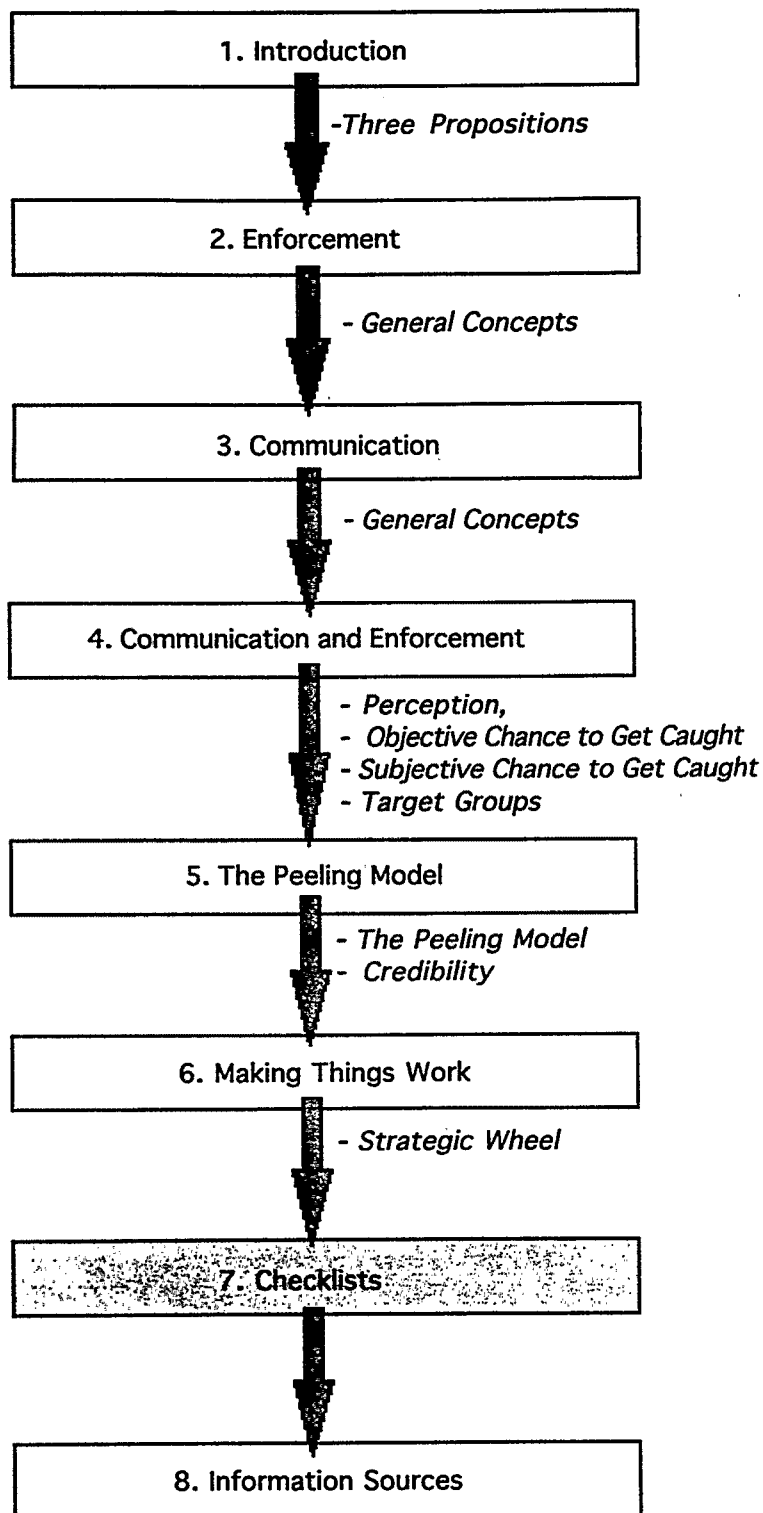 1. Introduction
-Three Propositions
2. Enforcement
- General Concepts
3. Communication
- General Concepts
4. Communication and Enforcement
- Perception,
- Objective Chance to Get Caught
- Subjective Chance to Get Caught
- Target Groups
5. The Peeling Model
- The Peeling Model
- Credibility
6. Making Things Work
- Strategic Wheel
7. Checklists
8. Information Sources